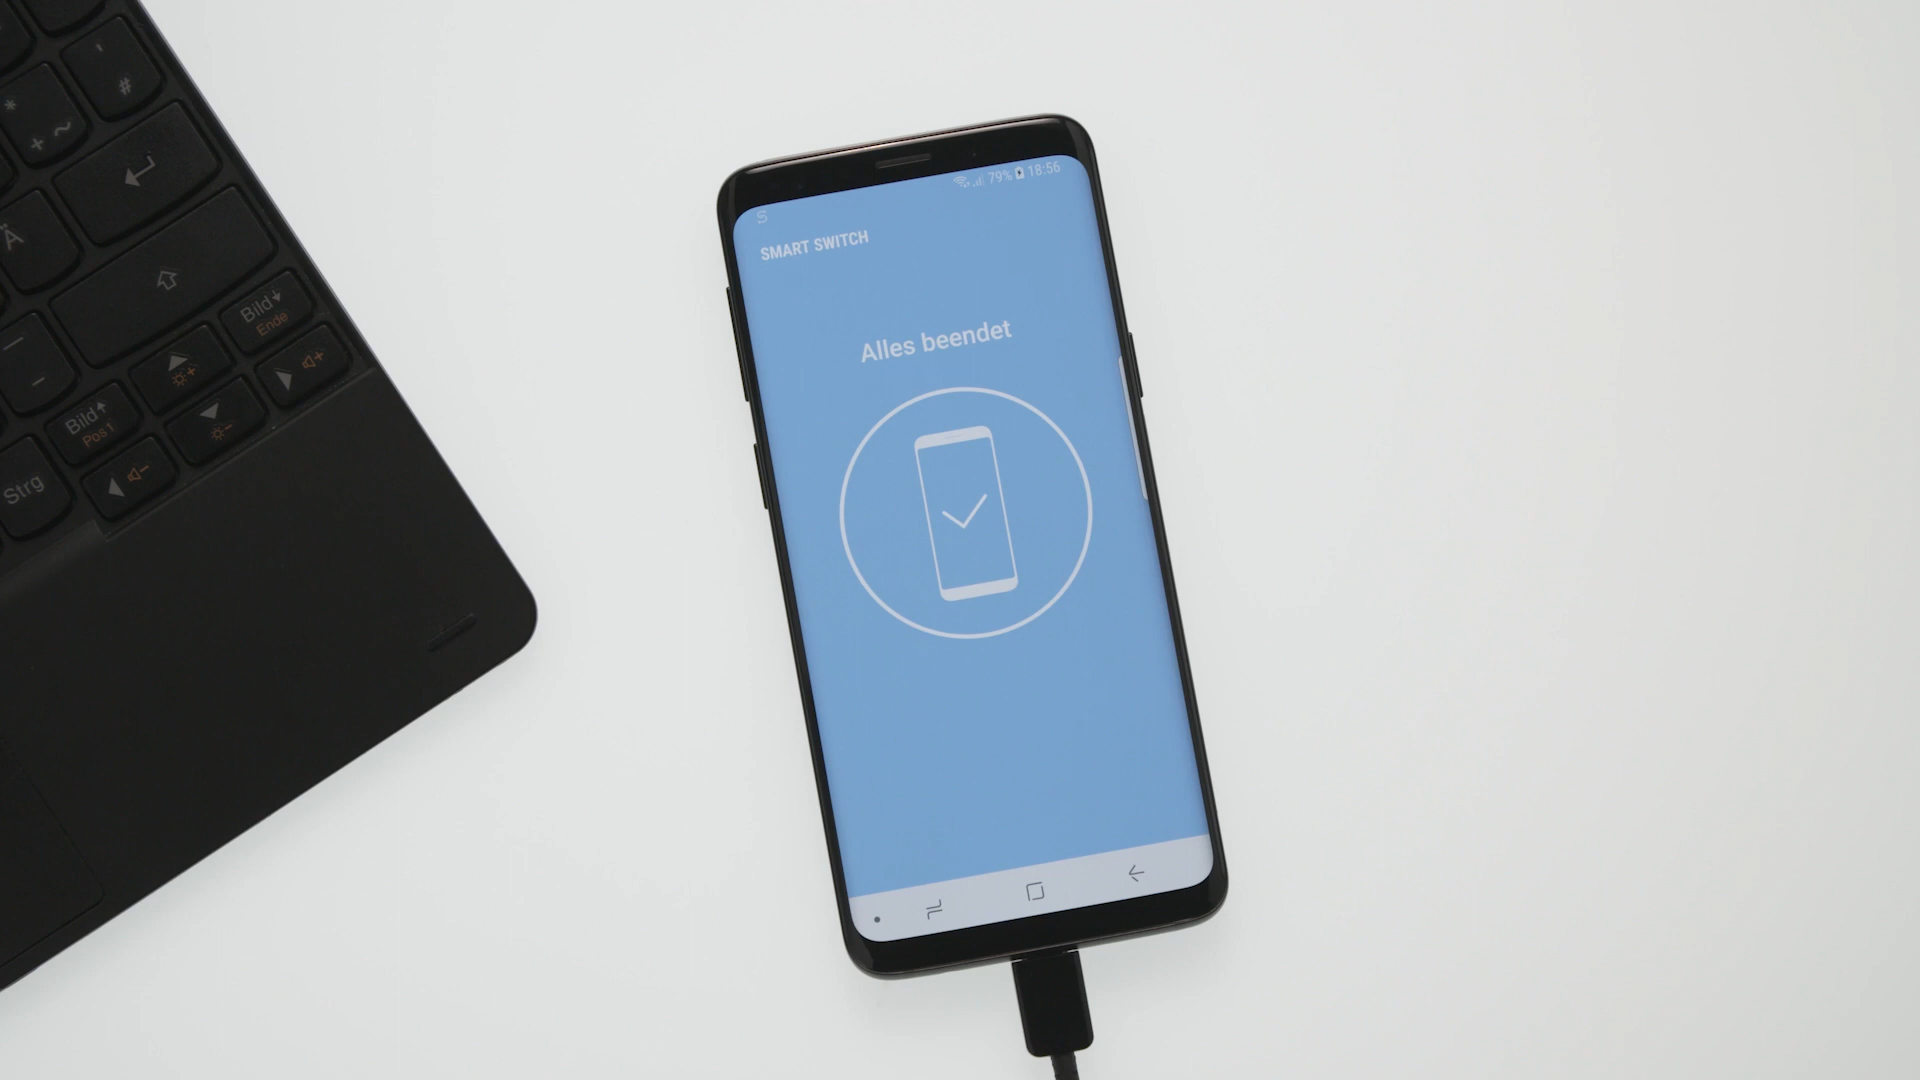 79% 18:56
S
SMART SWITCH
Alles beendet
' #
* + ~
Ä
Bild↓
Ende
-
_
Bild↑
Pos1
Strg